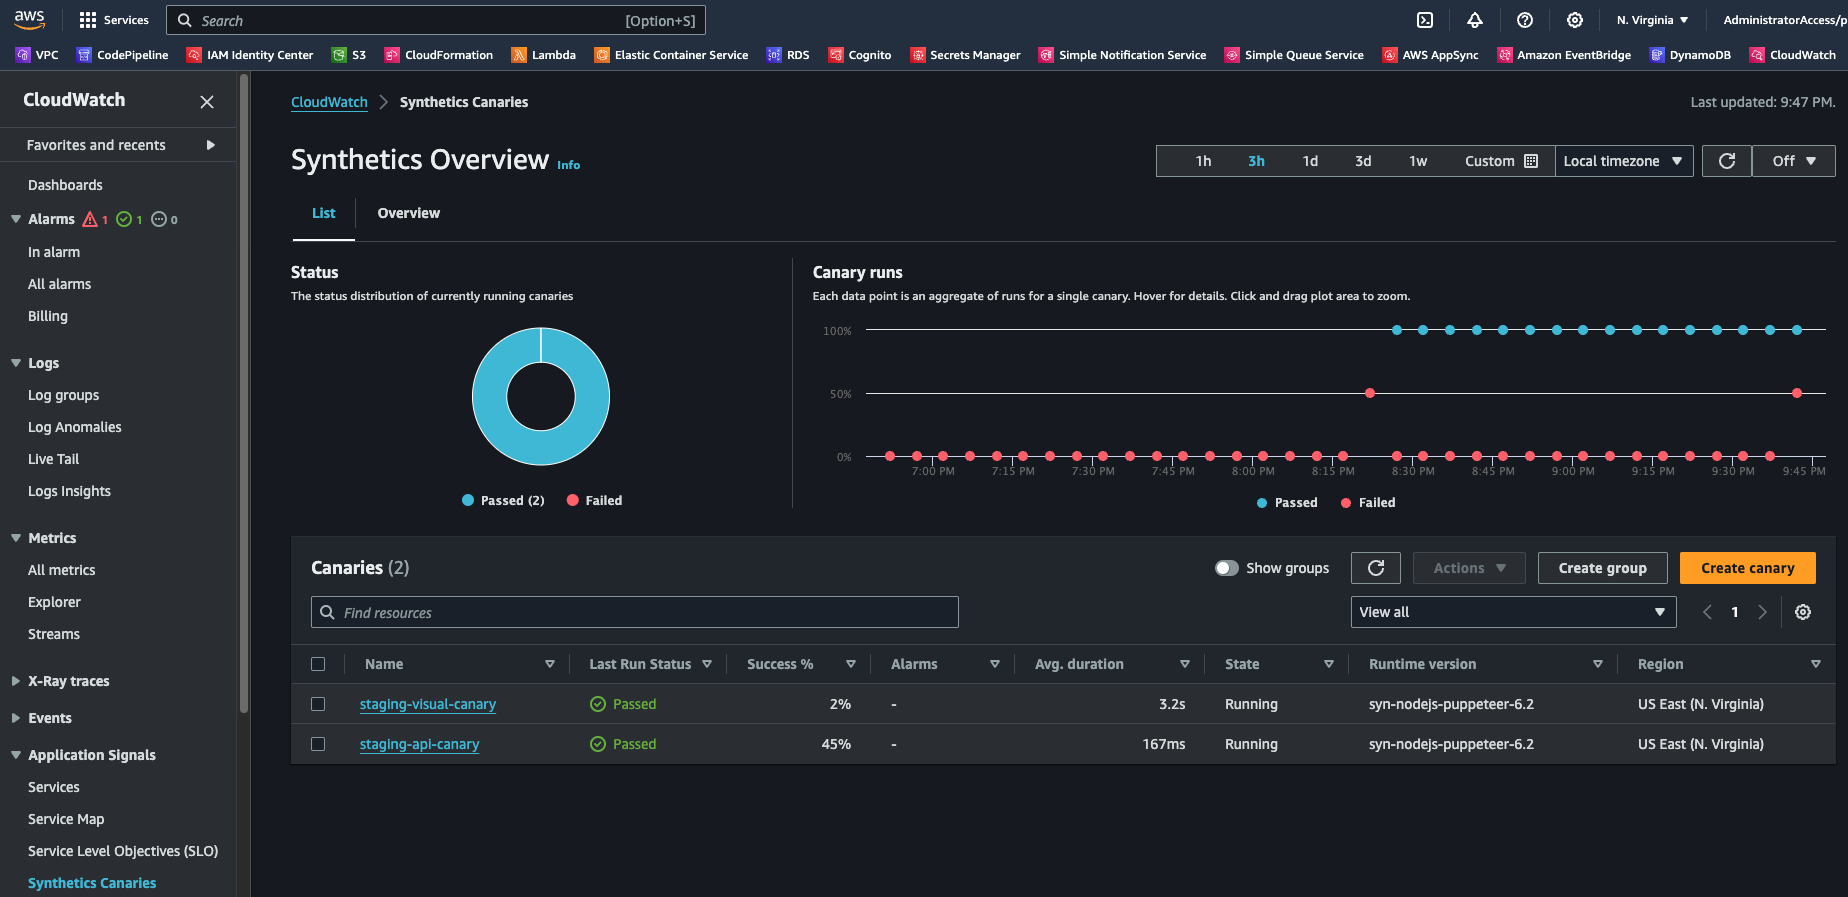 aws
Services
Search
[Option+S]
N. Virginia
AdministratorAccess/p
VPC
CodePipeline
IAM Identity Center
S3
CloudFormation
Lambda
Elastic Container Service
RDS
Cognito
Secrets Manager
Simple Notification Service
Simple Queue Service
AWS AppSync
Amazon EventBridge
DynamoDB
CloudWatch
CloudWatch
Favorites and recents
Dashboards
Alarms 1 1 0
In alarm
All alarms
Billing
Logs
Log groups
Log Anomalies
Live Tail
Logs Insights
Metrics
All metrics
Explorer
Streams
X-Ray traces
Events
Application Signals
Services
Service Map
Service Level Objectives (SLO)
Synthetics Canaries
CloudWatch
Synthetics Canaries
Last updated: 9:47 PM.
Synthetics Overview Info
1h 3h 1d 3d 1w Custom Local timezone Off
List
Overview
Status
The status distribution of currently running canaries
Passed (2) Failed
Canary runs
Each data point is an aggregate of runs for a single canary. Hover for details. Click and drag plot area to zoom.
100%
50%
0%
7:00 PM 7:15 PM 7:30 PM 7:45 PM 8:00 PM 8:15 PM 8:30 PM 8:45 PM 9:00 PM 9:15 PM 9:30 PM 9:45 PM
Passed Failed
Canaries (2)
Show groups
Actions
Create group
Create canary
Find resources
View all
1
Name Last Run Status Success % Alarms Avg. duration State Runtime version Region
staging-visual-canary Passed 2% - 3.2s Running syn-nodejs-puppeteer-6.2 US East (N. Virginia)
staging-api-canary Passed 45% - 167ms Running syn-nodejs-puppeteer-6.2 US East (N. Virginia)